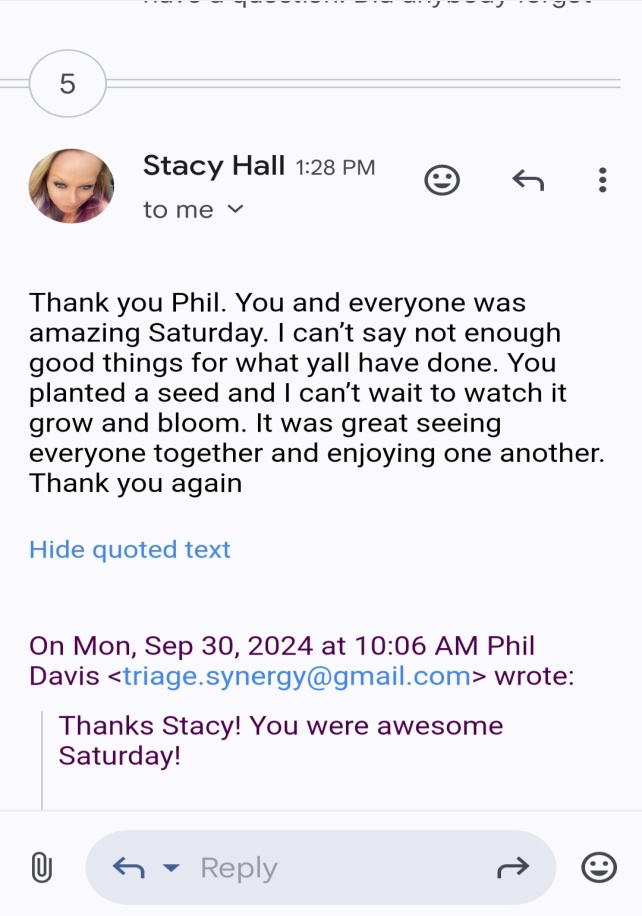 5
Stacy Hall 1:28 PM
to me
Thank you Phil. You and everyone was
amazing Saturday. I can’t say not enough
good things for what yall have done. You
planted a seed and I can’t wait to watch it
grow and bloom. It was great seeing
everyone together and enjoying one another.
Thank you again
Hide quoted text
On Mon, Sep 30, 2024 at 10:06 AM Phil
Davis <triage.synergy@gmail.com> wrote:
Thanks Stacy! You were awesome
Saturday!
Reply